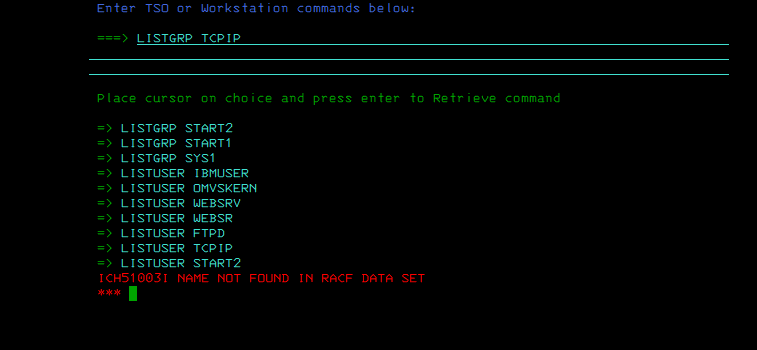 Enter TSO or Workstation commands below:
===> LISTGRP TCPIP
Place cursor on choice and press enter to Retrieve command
=> LISTGRP START2
=> LISTGRP START1
=> LISTGRP SYS1
=> LISTUSER IBMUSER
=> LISTUSER OMVSKERN
=> LISTUSER WEBSRV
=> LISTUSER WEBSR
=> LISTUSER FTPD
=> LISTUSER TCPIP
=> LISTUSER START2
ICH51003I NAME NOT FOUND IN RACF DATA SET
***